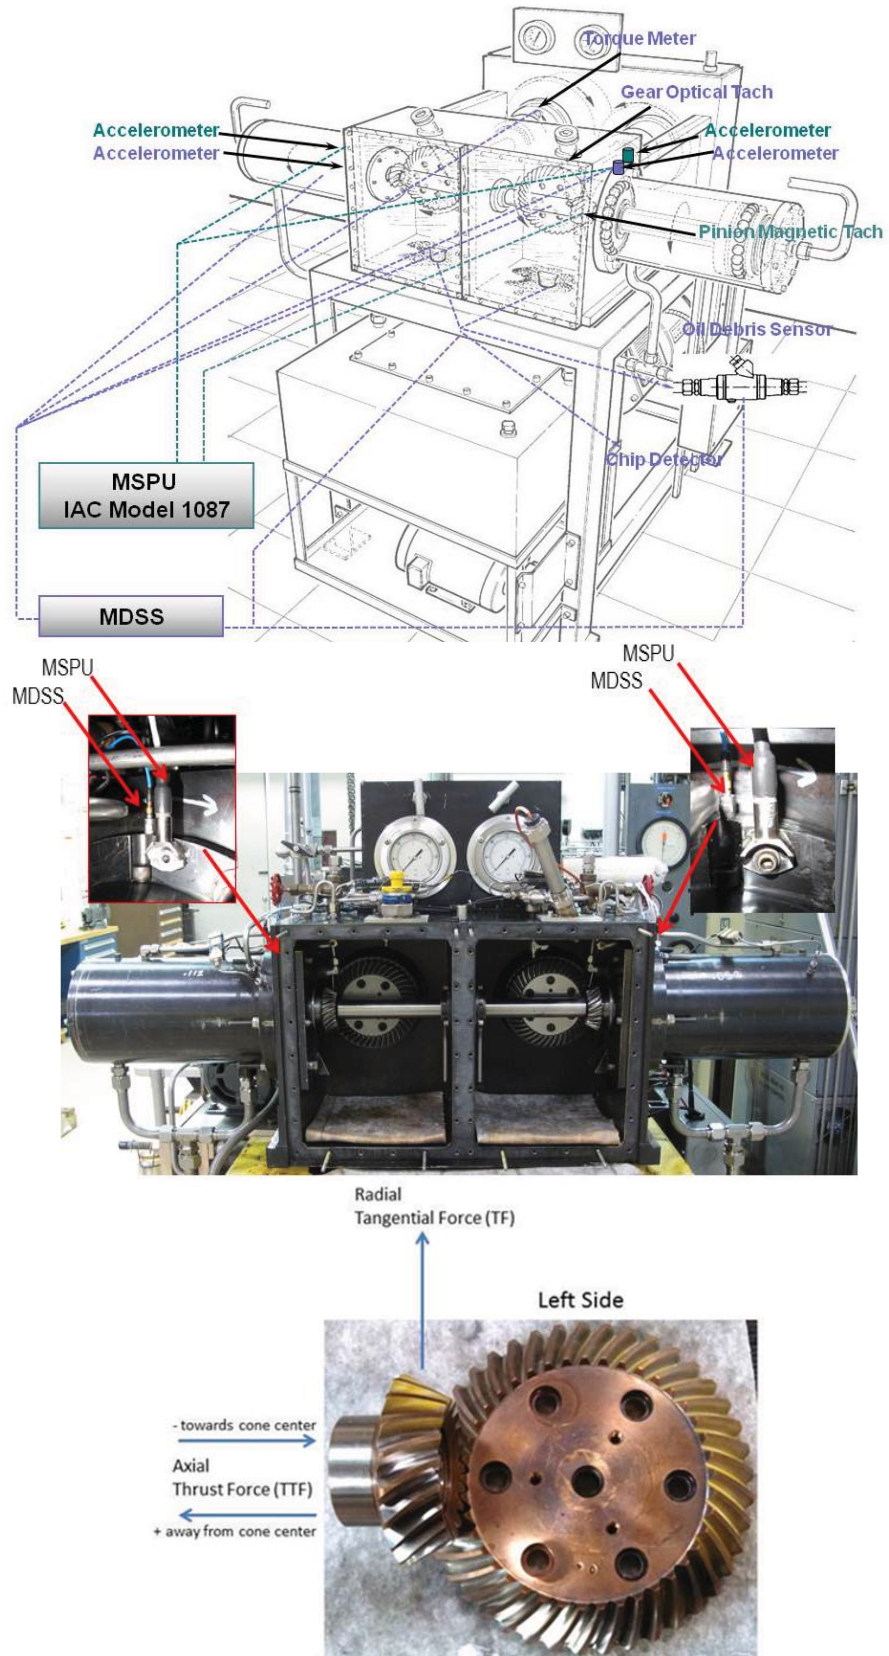 Torque Meter
Gear Optical Tach
Accelerometer
Accelerometer
Accelerometer
Accelerometer
Pinion Magnetic Tach
Oil Debris Sensor
Chip Detector
MSPU
IAC Model 1087
MDSS
MSPU
MDSS
MSPU
MDSS
Radial
Tangential Force (TF)
Left Side
- towards cone center
Axial
Thrust Force (TTF)
+ away from cone center